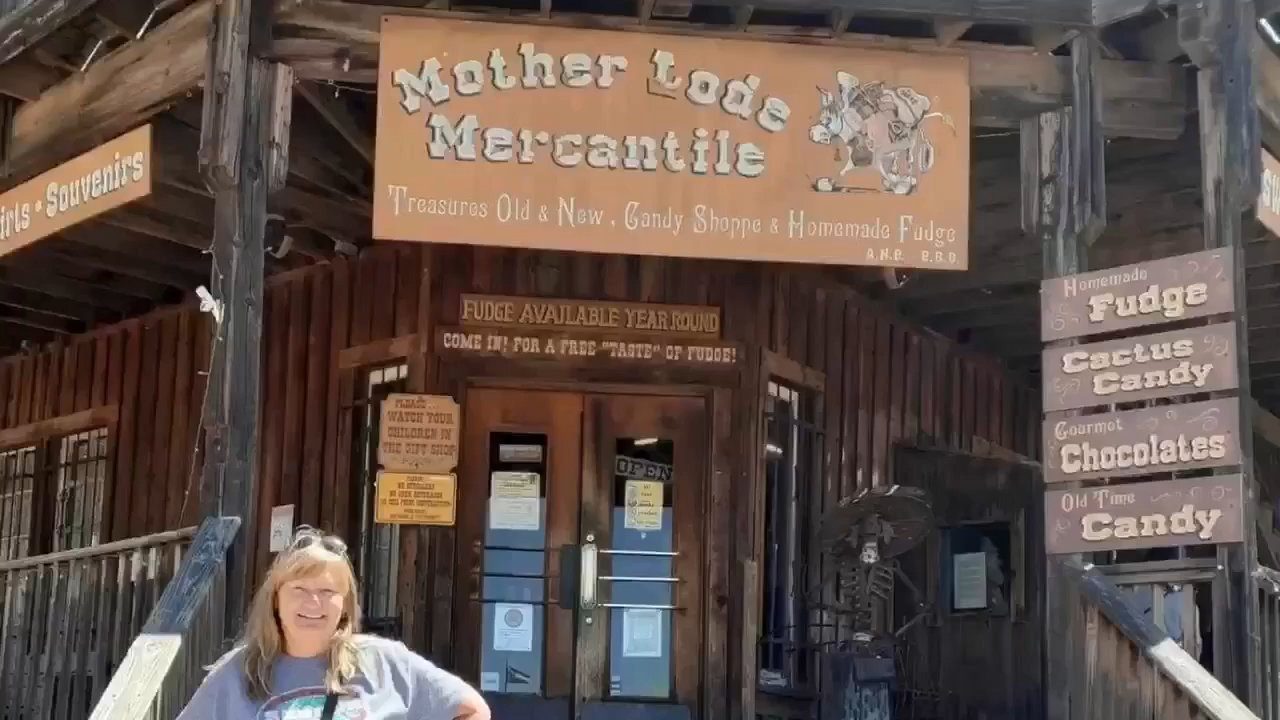 Mother Lode
Mercantile
Treasures Old & New, Candy Shoppe & Homemade Fudge
irts • Souvenirs
FUDGE AVAILABLE YEAR ROUND
COME IN! FOR A FREE "TASTE" OF FUDGE!
PLEASE...
WATCH YOUR
CHILDREN IN
THE GIFT SHOP
OPEN
Homemade
Fudge
Cactus
Candy
Gourmet
Chocolates
Old Time
Candy